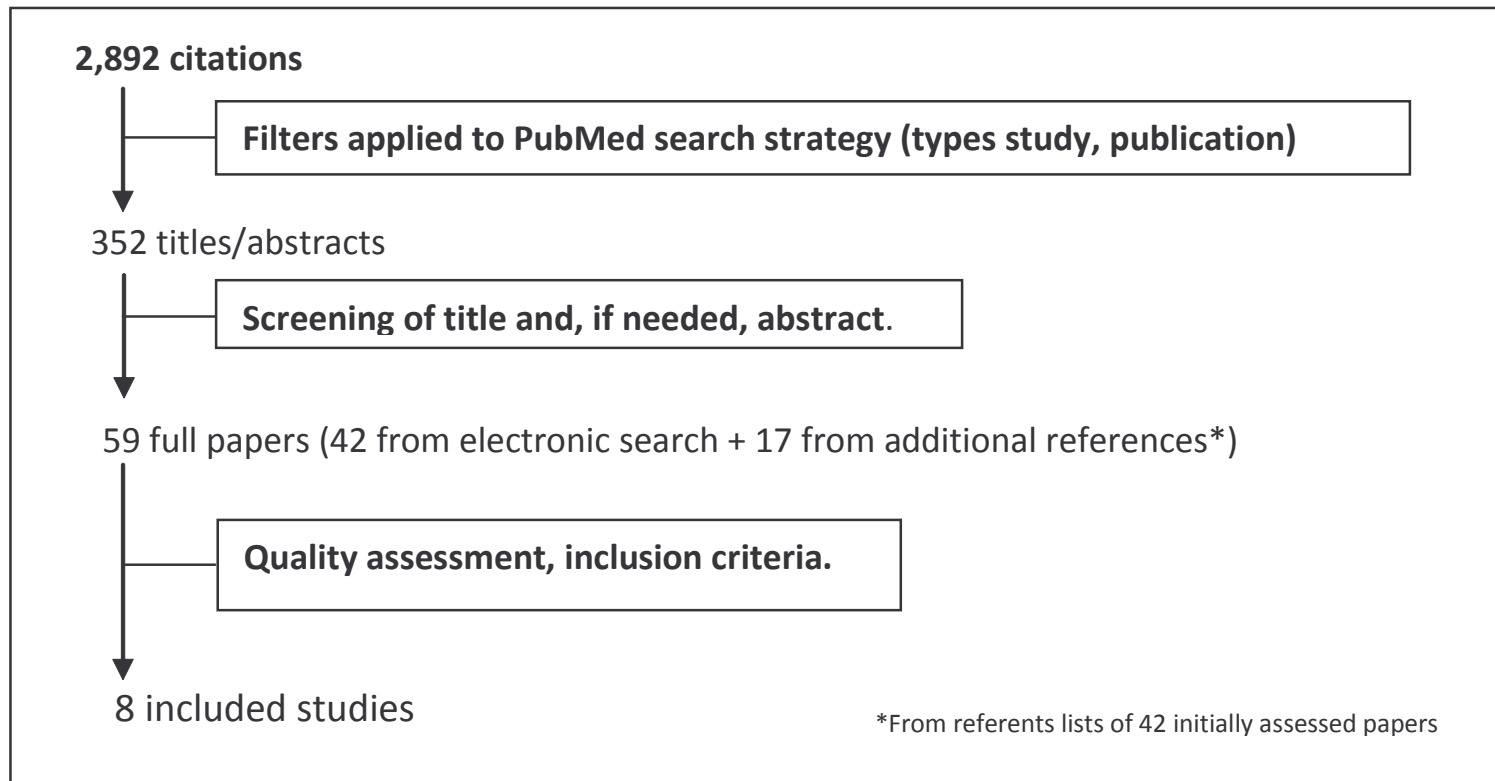 2,892 citations
Filters applied to PubMed search strategy (types study, publication)
352 titles/abstracts
Screening of title and, if needed, abstract.
59 full papers (42 from electronic search + 17 from additional references*)
Quality assessment, inclusion criteria.
8 included studies
*From referents lists of 42 initially assessed papers